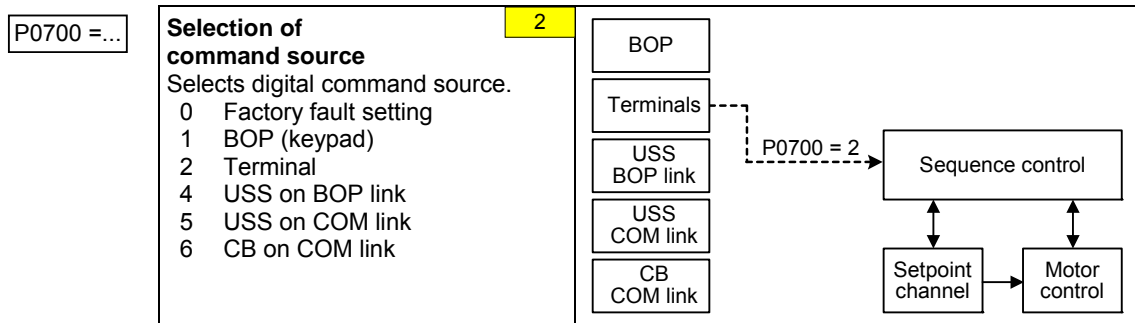 P0700 =...
Selection of
command source
2
Selects digital command source.
0 Factory fault setting
1 BOP (keypad)
2 Terminal
4 USS on BOP link
5 USS on COM link
6 CB on COM link
BOP
Terminals
USS
BOP link
USS
COM link
CB
COM link
P0700 = 2
Sequence control
Setpoint
channel
Motor
control